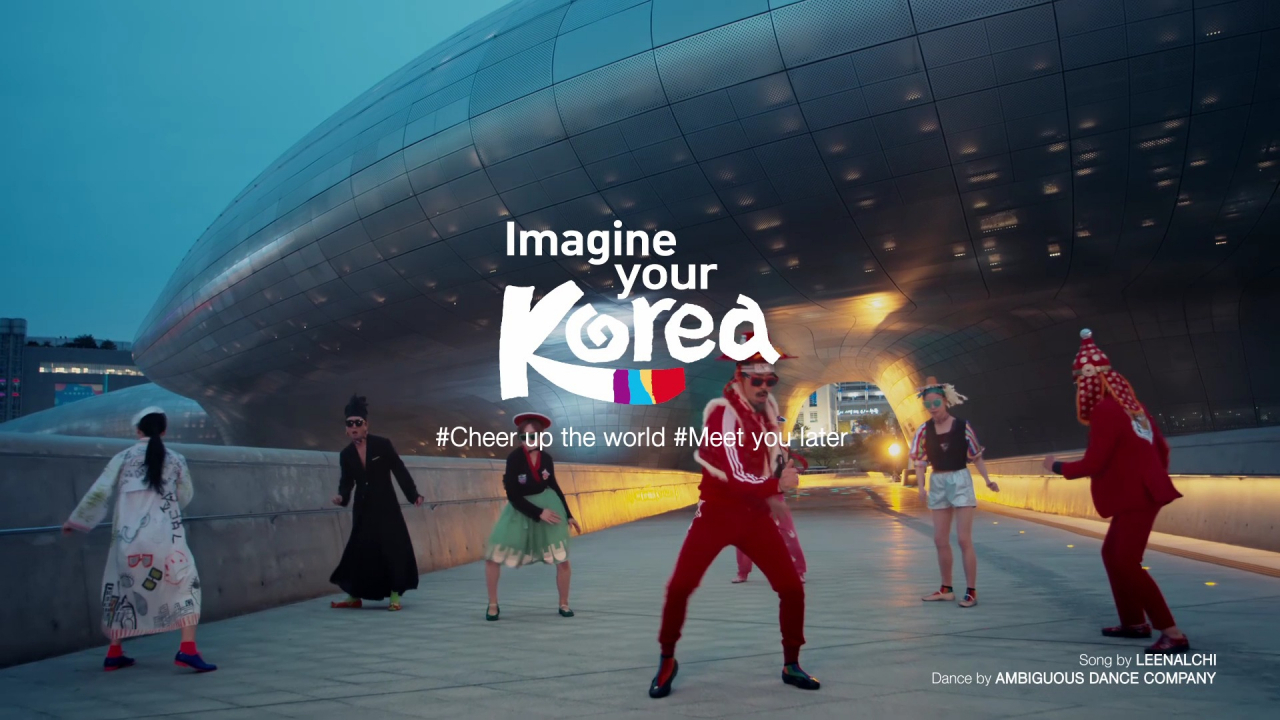 Imagine
your
Korea
#Cheer up the world #Meet you later
Song by LEENALCHI
Dance by AMBIGUOUS DANCE COMPANY